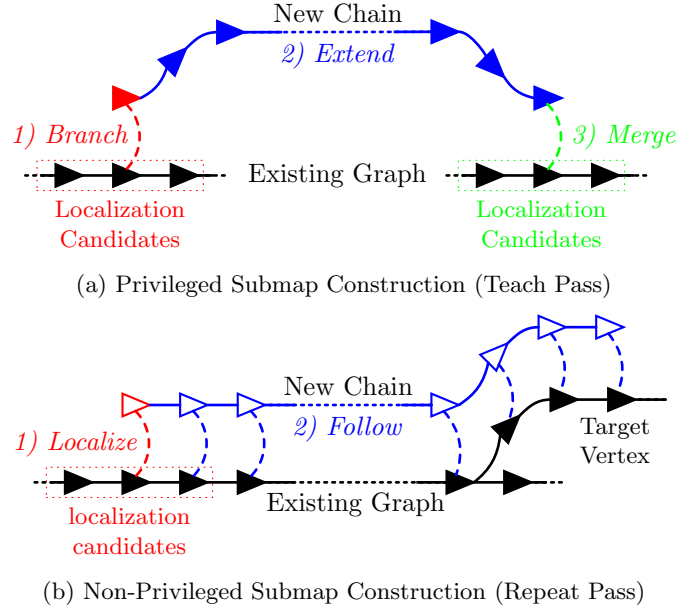 New Chain
2) Extend
1) Branch
3) Merge
Existing Graph
Localization
Candidates
Localization
Candidates
(a) Privileged Submap Construction (Teach Pass)
New Chain
2) Follow
1) Localize
Target
Vertex
Existing Graph
localization
candidates
(b) Non-Privileged Submap Construction (Repeat Pass)